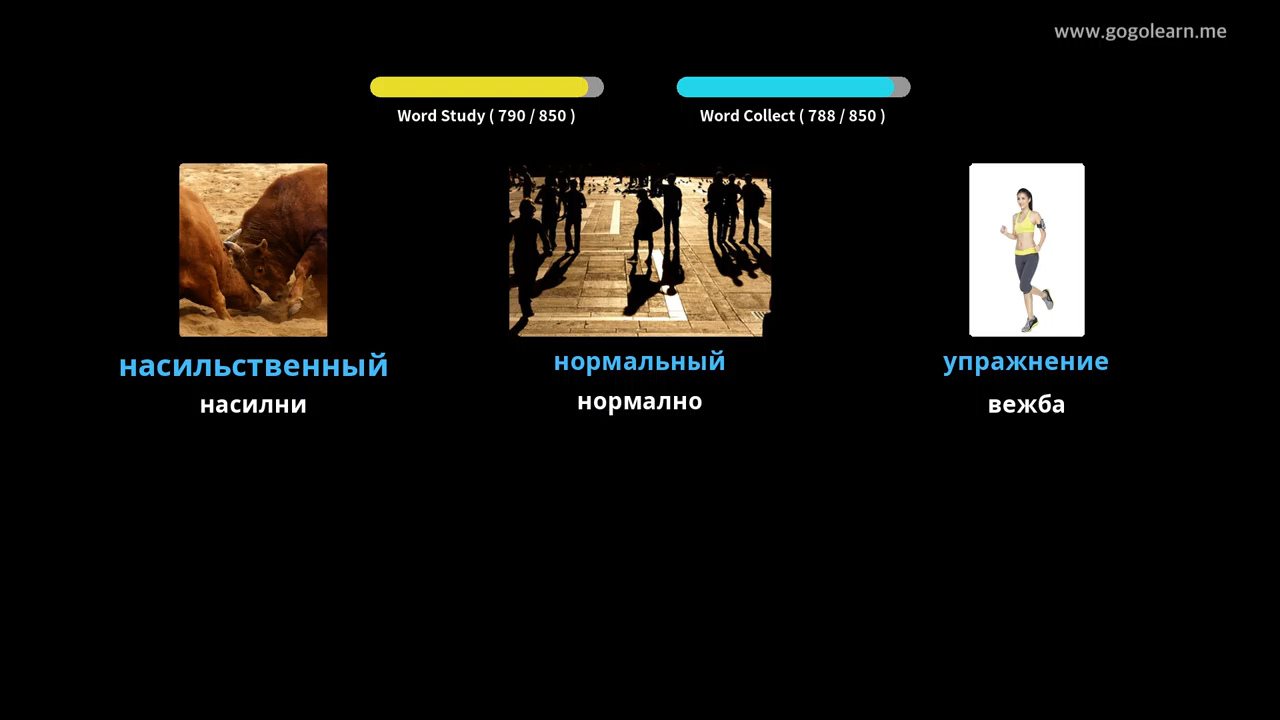 www.gogolearn.me
Word Study ( 790 / 850 )
Word Collect ( 788 / 850 )
насильственный
нормальный
упражнение
насилни
нормално
вежба